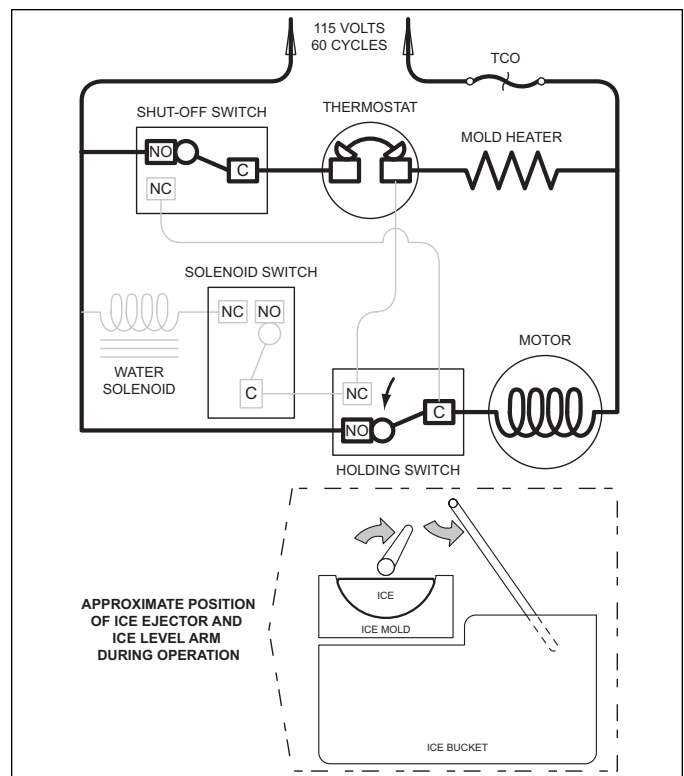 115 VOLTS
60 CYCLES
TCO
SHUT-OFF SWITCH
THERMOSTAT
MOLD HEATER
NO
C
NC
SOLENOID SWITCH
NC
NO
MOTOR
WATER
SOLENOID
C
NC
C
NO
HOLDING SWITCH
APPROXIMATE POSITION
OF ICE EJECTOR AND
ICE LEVEL ARM
DURING OPERATION
ICE
ICE MOLD
ICE BUCKET